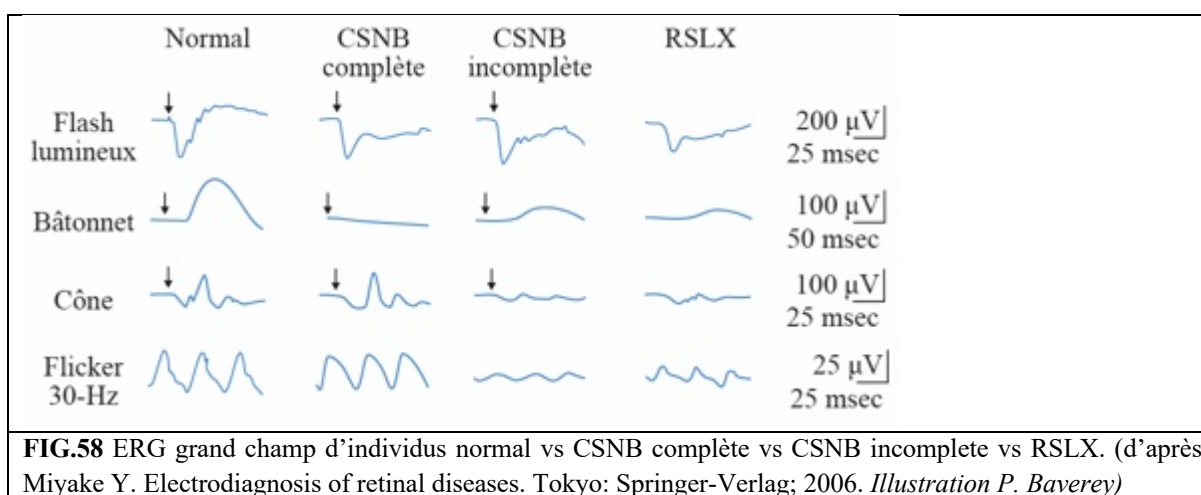 Normal CSNB complète CSNB incomplète RSLX
Flash lumineux 200 µV 25 msec
Bâtonnet 100 µV 50 msec
Cône 100 µV 25 msec
Flicker 30-Hz 25 µV 25 msec
FIG.58 ERG grand champ d’individus normal vs CSNB complète vs CSNB incomplete vs RSLX. (d’après
Miyake Y. Electrodiagnosis of retinal diseases. Tokyo: Springer-Verlag; 2006. Illustration P. Baverey)